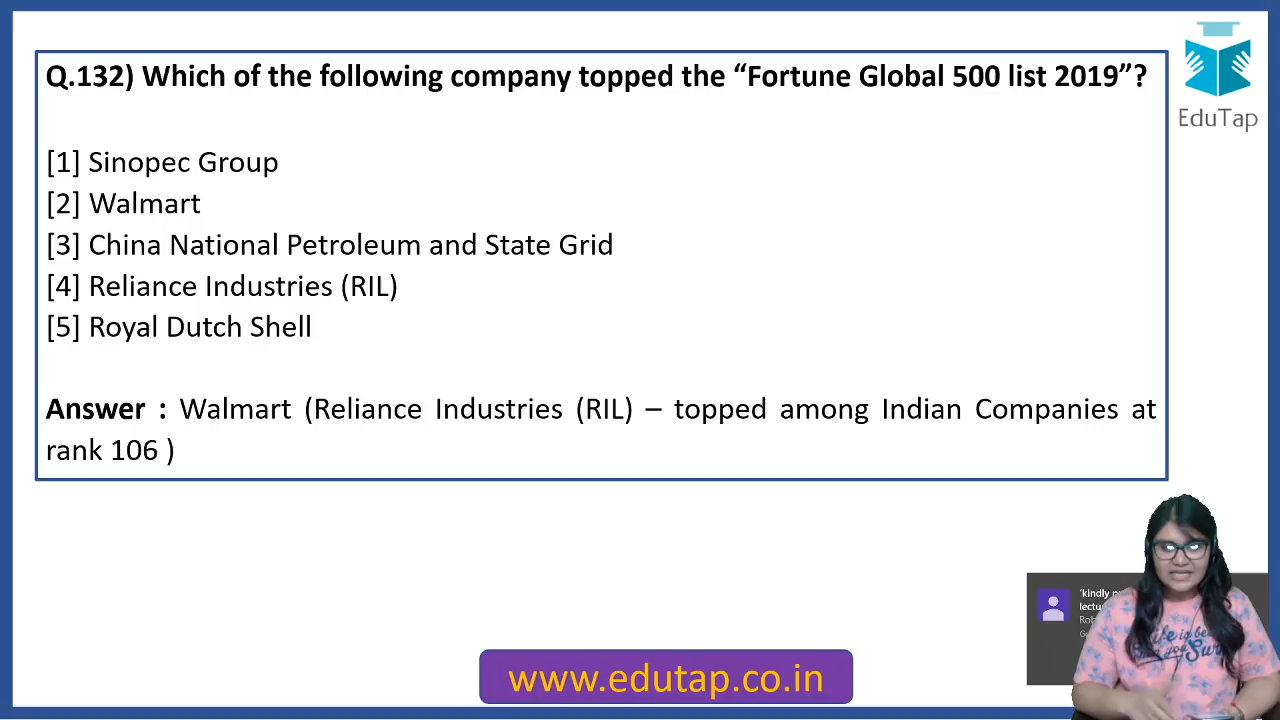 Q.132) Which of the following company topped the “Fortune Global 500 list 2019”?
EduTap
[1] Sinopec Group
[2] Walmart
[3] China National Petroleum and State Grid
[4] Reliance Industries (RIL)
[5] Royal Dutch Shell
Answer : Walmart (Reliance Industries (RIL) – topped among Indian Companies at
rank 106 )
'kindly
www.edutap.co.in